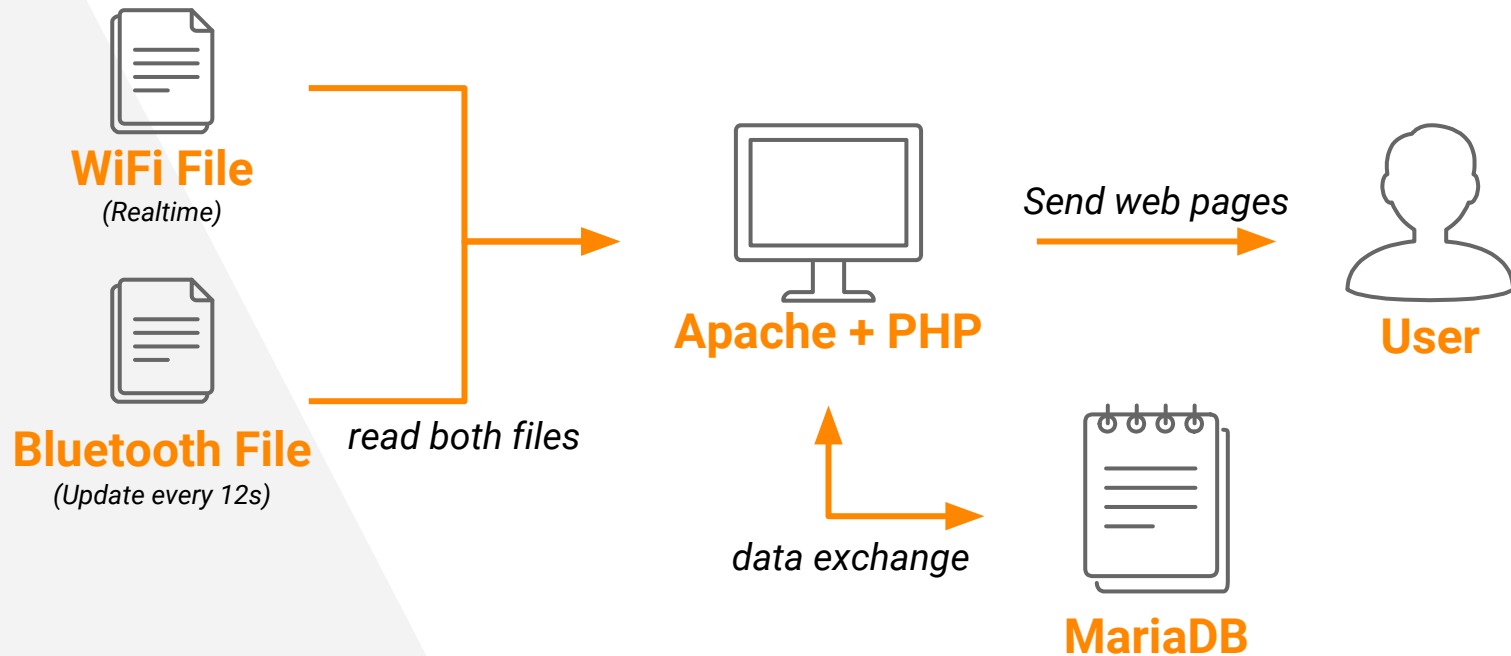 WiFi File
(Realtime)
Bluetooth File
(Update every 12s)
read both files
Apache + PHP
data exchange
MariaDB
Send web pages
User